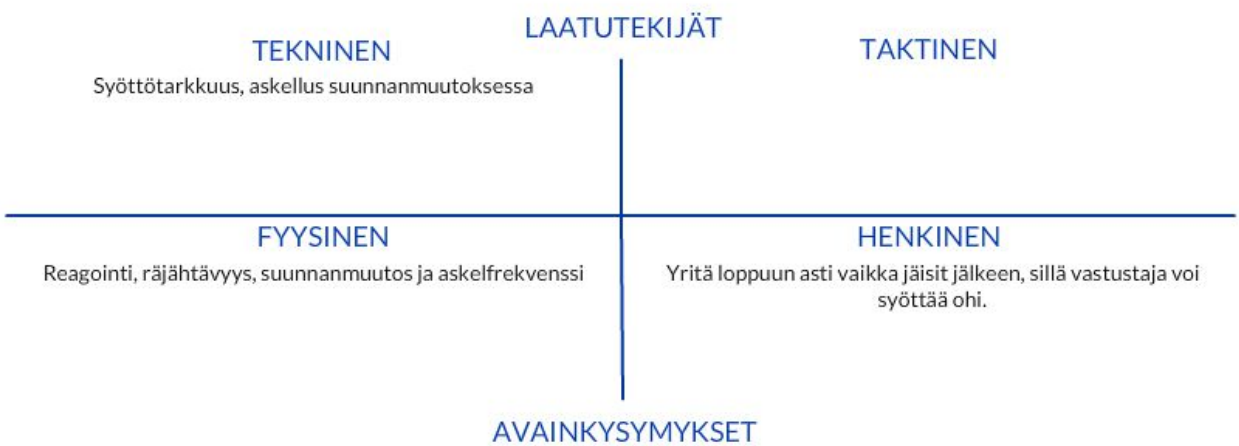 LAATUTEKIJÄT
TEKNINEN
Syöttötarkkuus, askellus suunnanmuutoksessa
TAKTINEN
FYYSINEN
Reagointi, räjähtävyys, suunnanmuutos ja askelfrekvenssi
HENKINEN
Yritä loppuun asti vaikka jäisit jälkeen, sillä vastustaja voi
syöttää ohi.
AVAINKYSYMYKSET